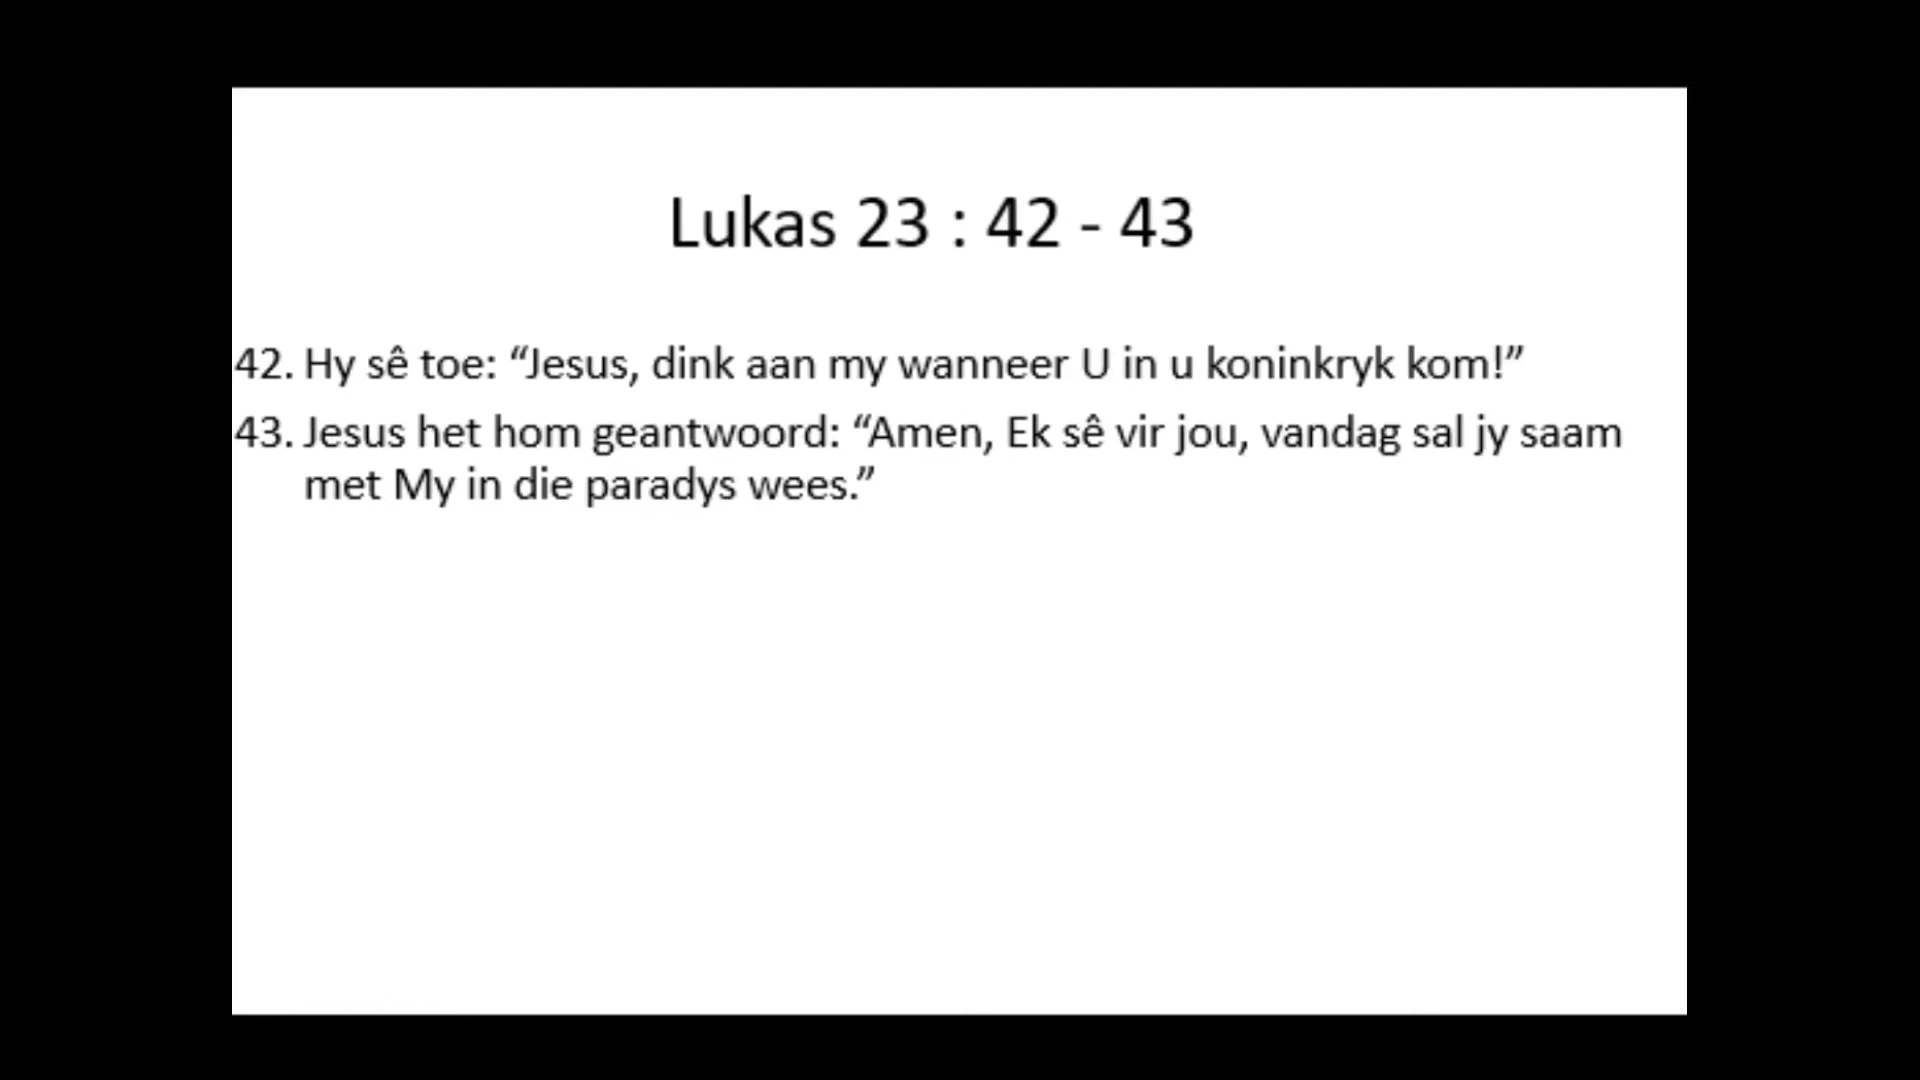 Lukas 23 : 42 - 43
42. Hy sê toe: “Jesus, dink aan my wanneer U in u koninkryk kom!”
43. Jesus het hom geantwoord: “Amen, Ek sê vir jou, vandag sal jy saam
met My in die paradys wees.”